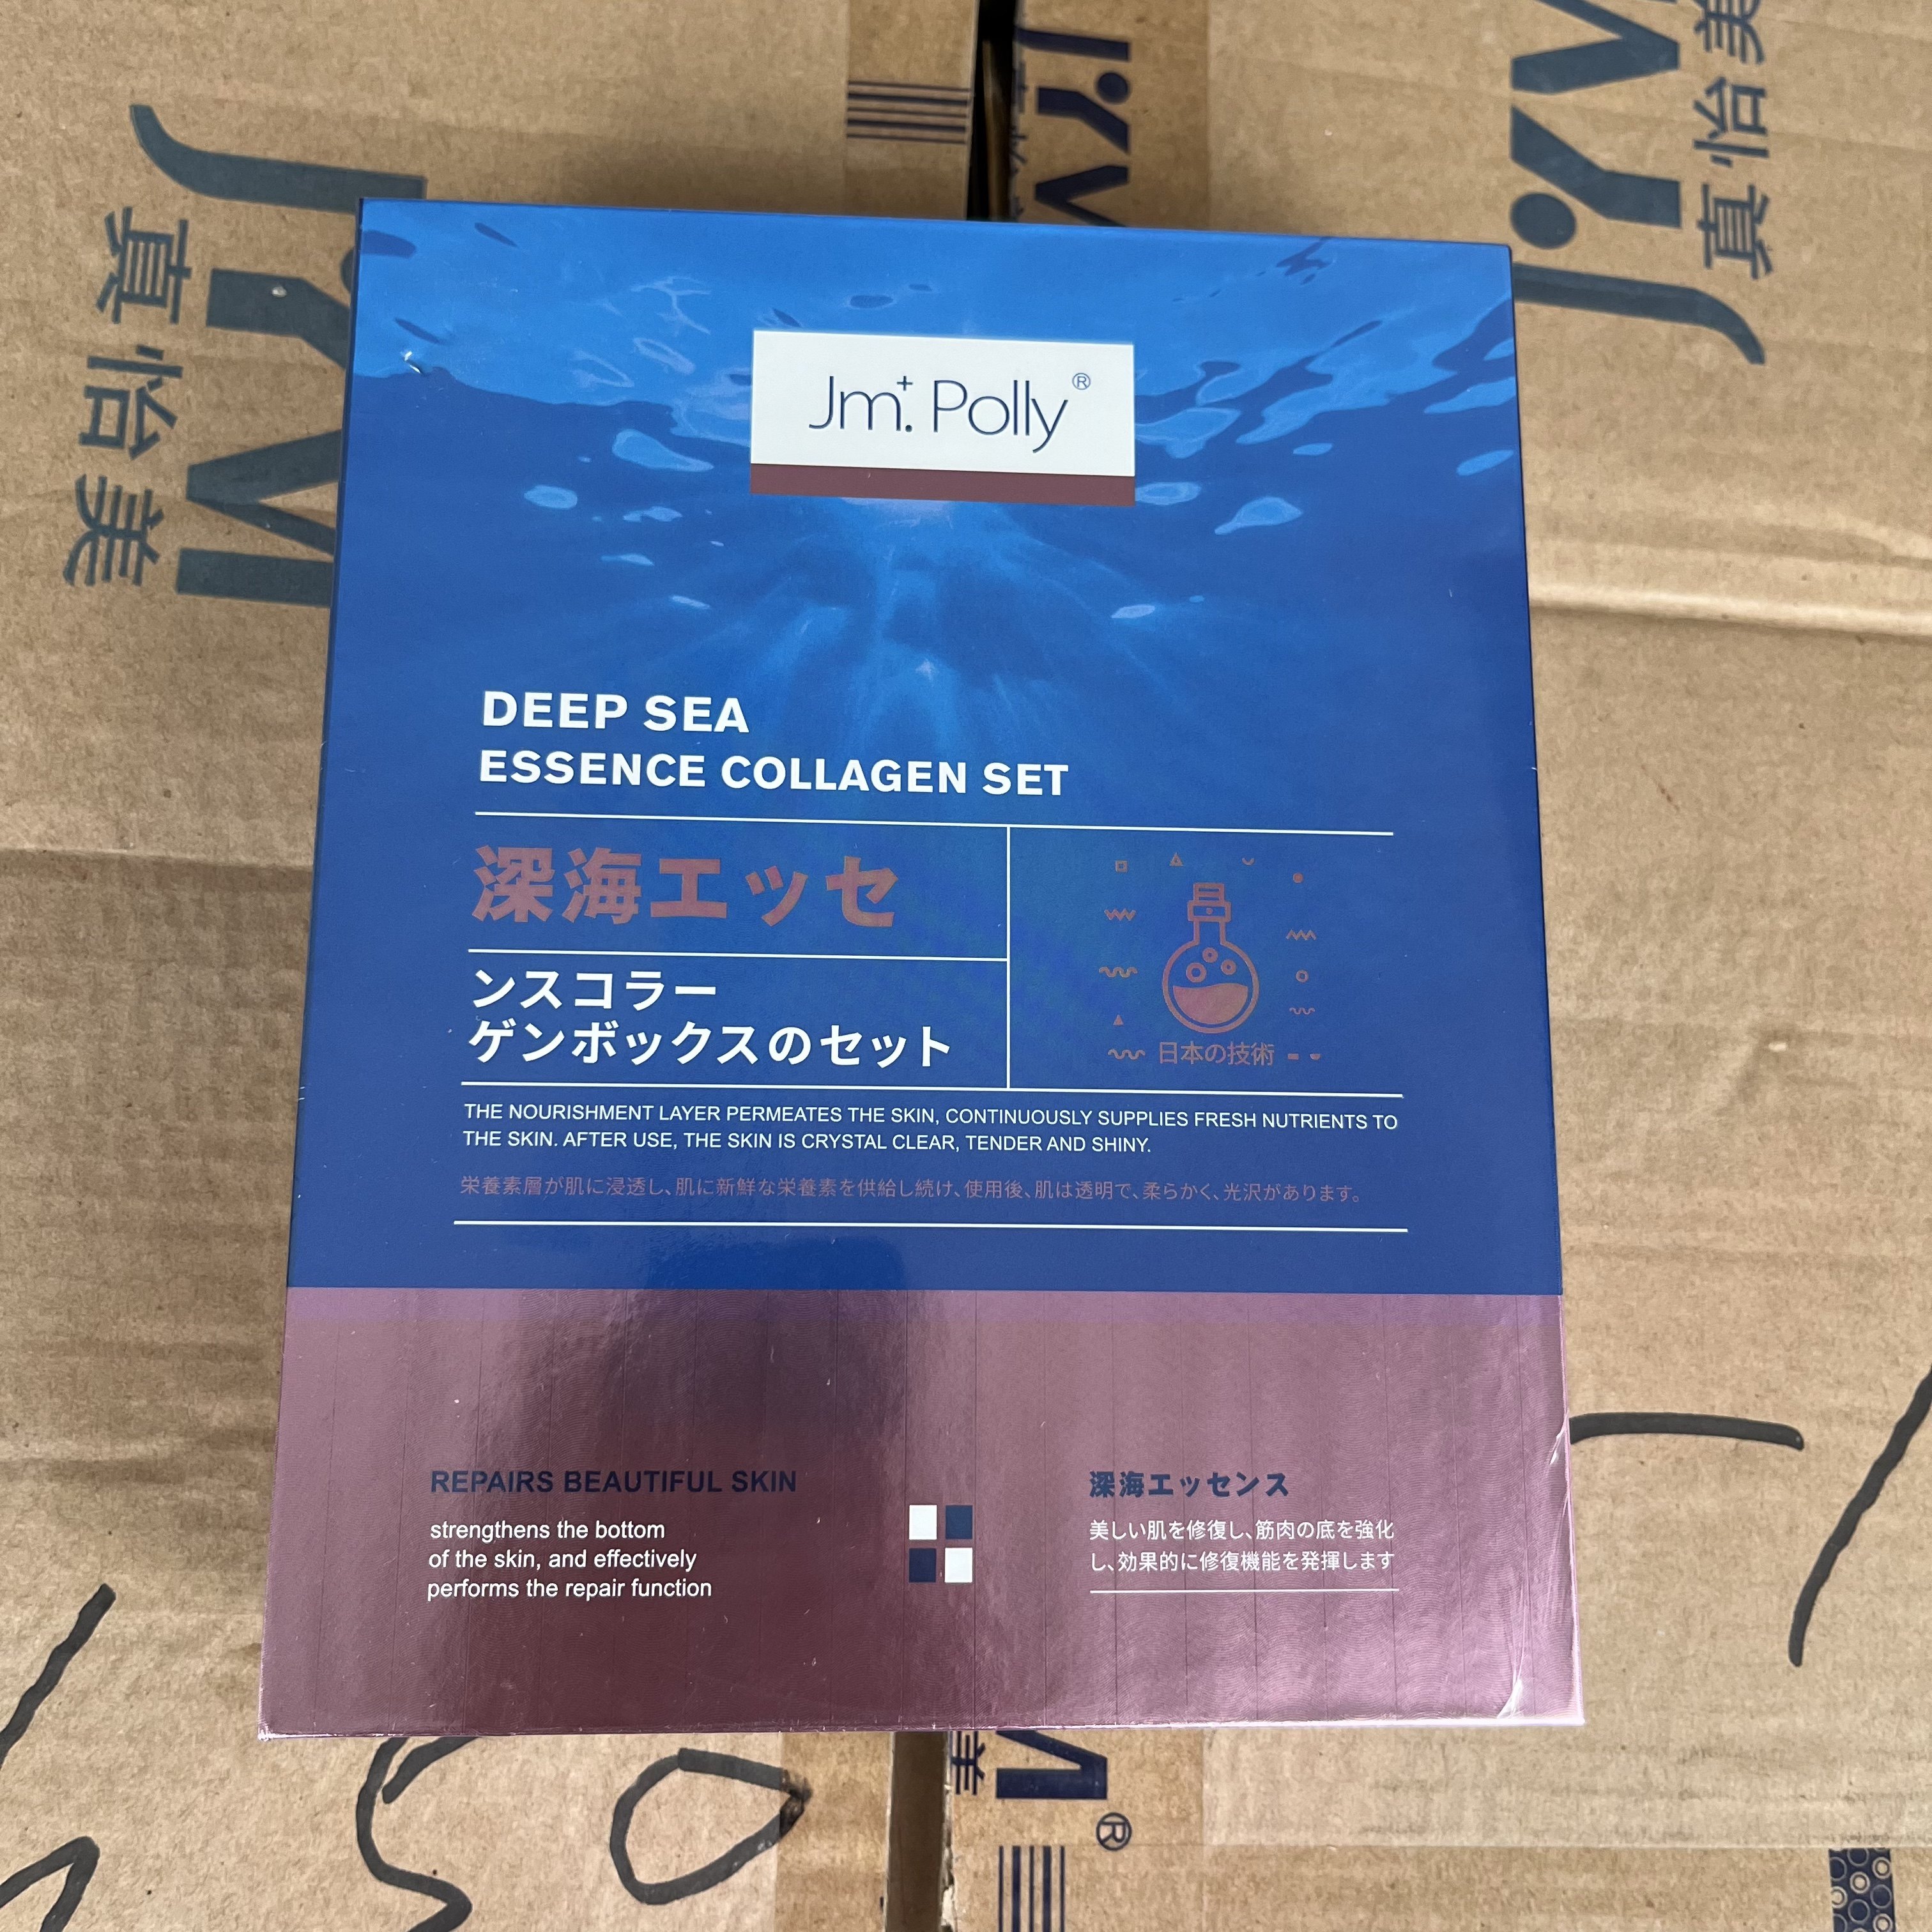 JYM
真怡美
JYM
JYM
真怡美
Jm+. Polly®
DEEP SEA
ESSENCE COLLAGEN SET
深海エッセ
ンスコラー
ゲンボックスのセット
日本の技術
THE NOURISHMENT LAYER PERMEATES THE SKIN, CONTINUOUSLY SUPPLIES FRESH NUTRIENTS TO
THE SKIN. AFTER USE, THE SKIN IS CRYSTAL CLEAR, TENDER AND SHINY.
栄養素層が肌に浸透し、肌に新鮮な栄養素を供給し続け、使用後、肌は透明で、柔らかく、光沢があります。
REPAIRS BEAUTIFUL SKIN
strengthens the bottom
of the skin, and effectively
performs the repair function
深海エッセンス
美しい肌を修復し、筋肉の底を強化
し、効果的に修復機能を発揮します
美
M®